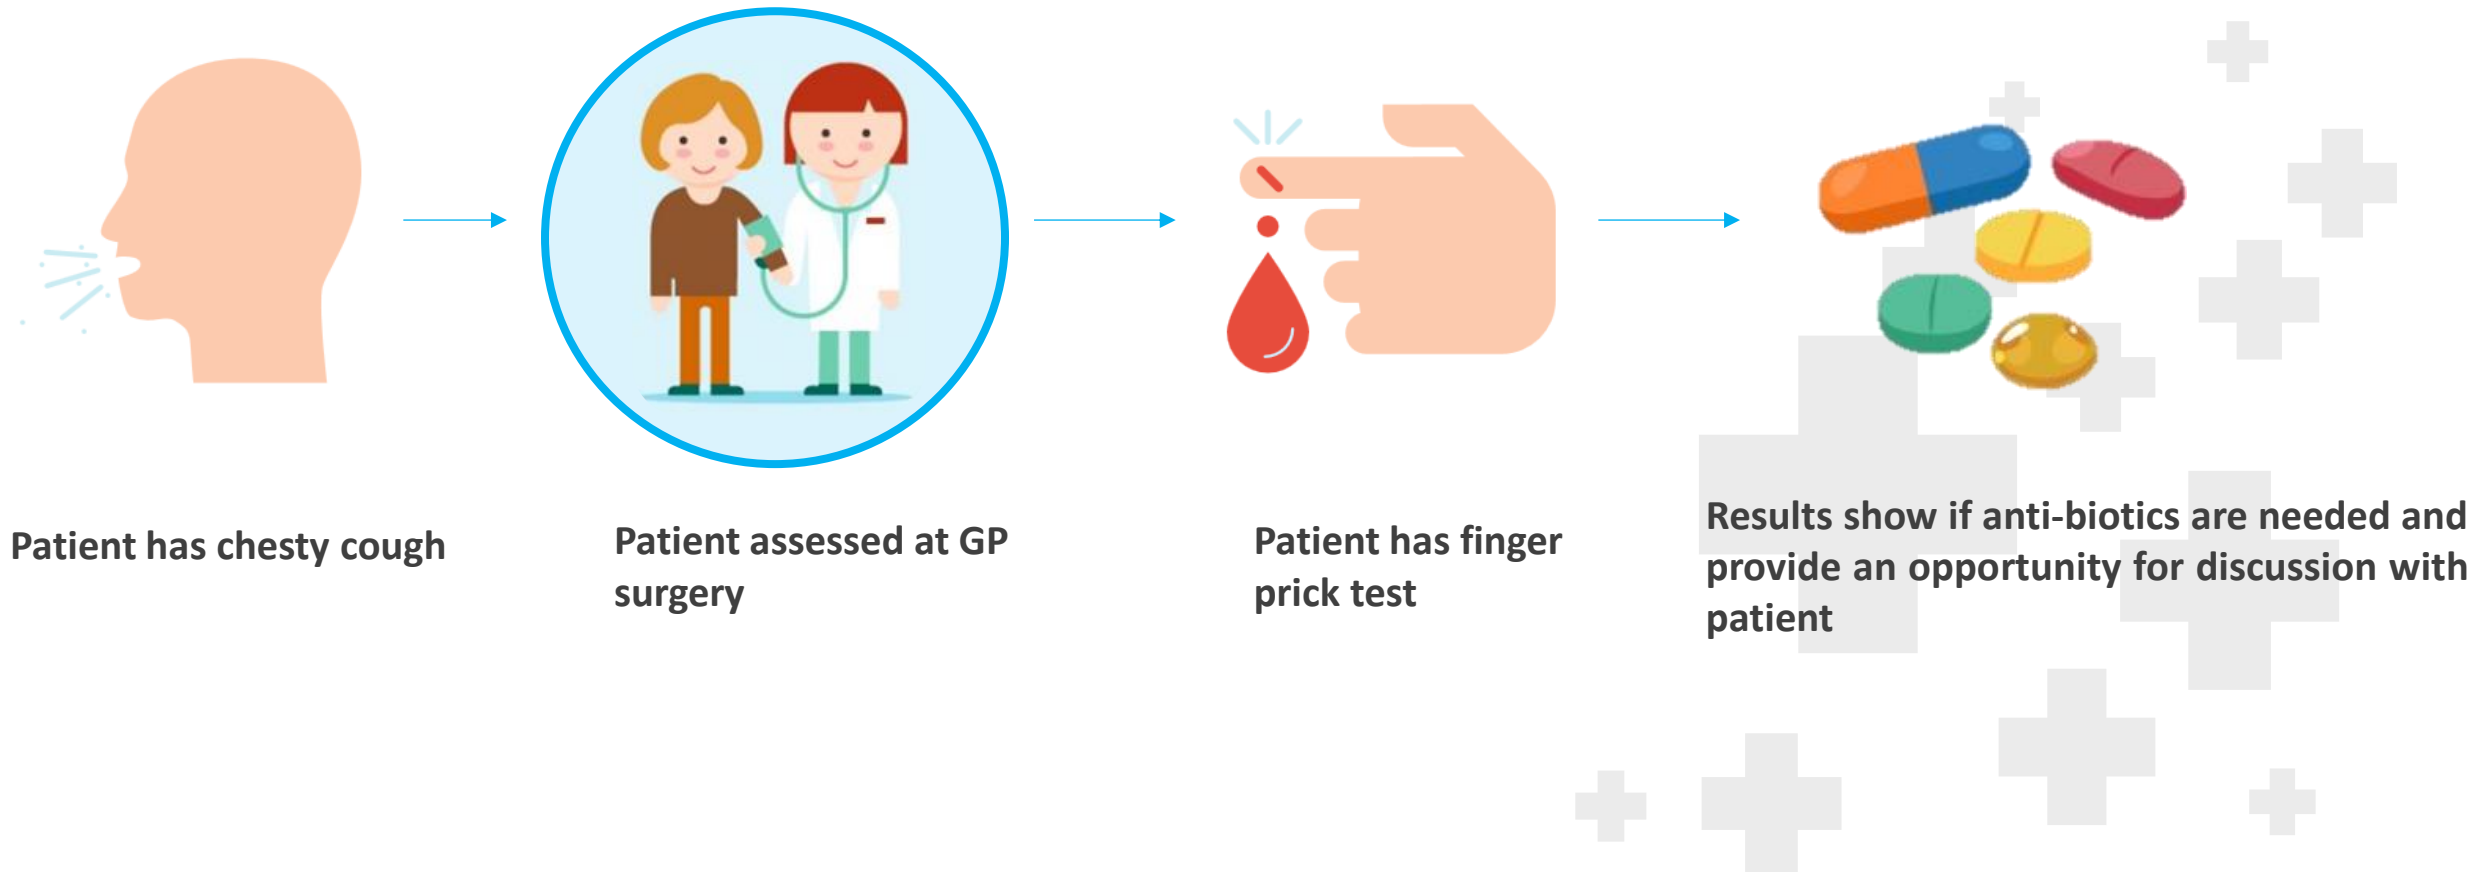 Patient has chesty cough
Patient assessed at GP
surgery
Patient has finger
prick test
Results show if anti-biotics are needed and
provide an opportunity for discussion with
patient